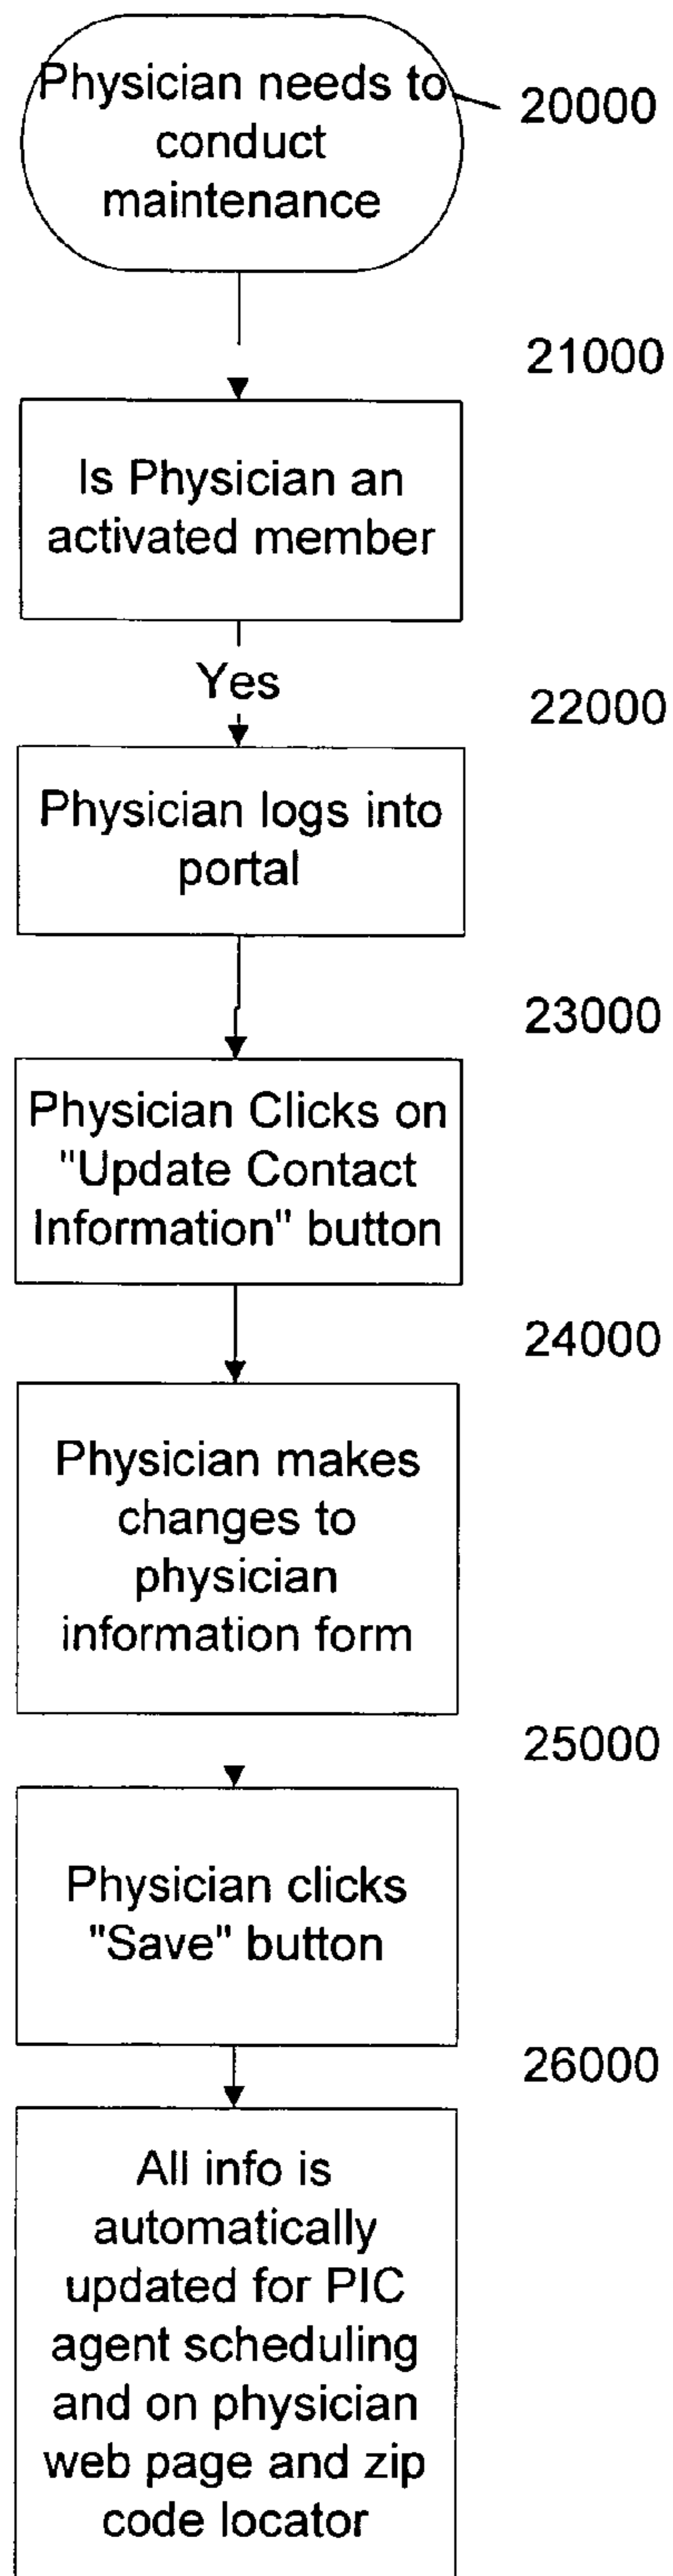 Physician needs to
conduct
maintenance
20000
21000
Is Physician an
activated member
Yes
22000
Physician logs into
portal
23000
Physician Clicks on
"Update Contact
Information" button
24000
Physician makes
changes to
physician
information form
25000
Physician clicks
"Save" button
26000
All info is
automatically
updated for PIC
agent scheduling
and on physician
web page and zip
code locator